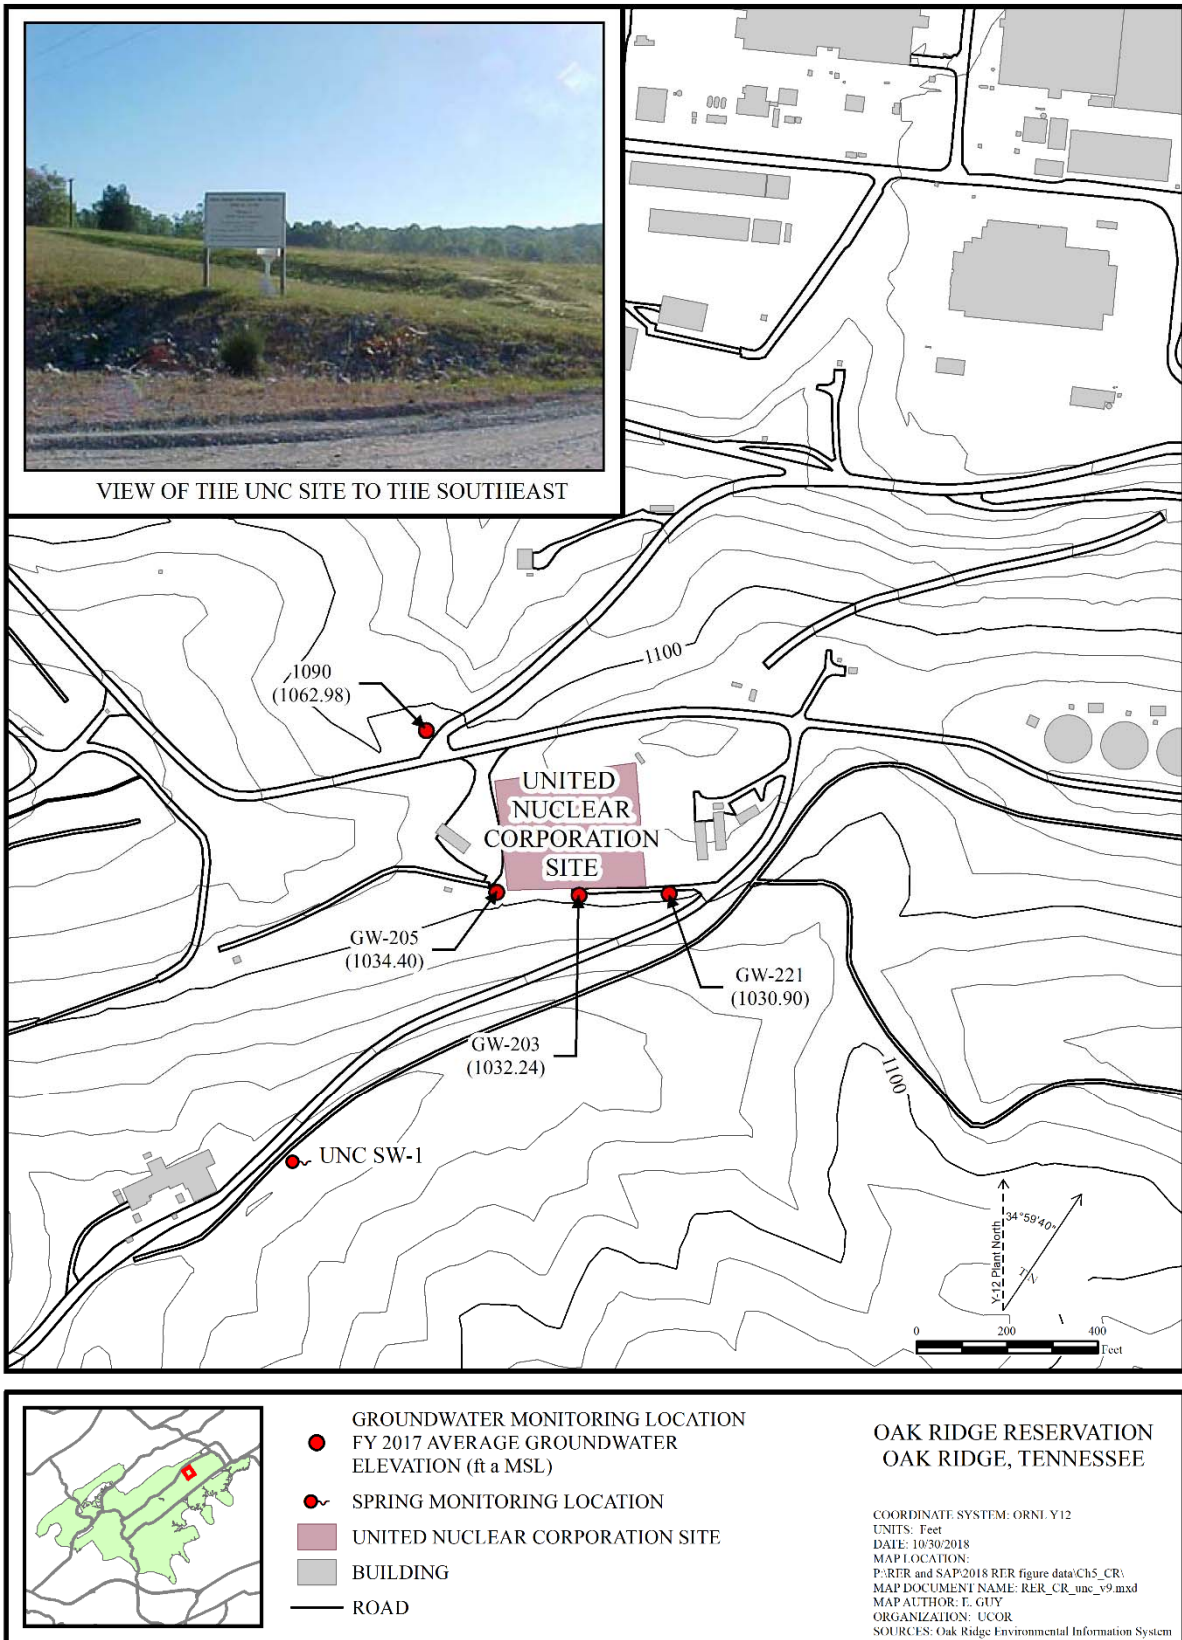 VIEW OF THE UNC SITE TO THE SOUTHEAST
1100
1090
(1062.98)
UNITED
NUCLEAR
CORPORATION
SITE
GW-205
(1034.40)
GW-221
(1030.90)
GW-203
(1032.24)
1100
UNC SW-1
Y-12 Plant North
34°59'40"
TN
0 200 400
Feet
GROUNDWATER MONITORING LOCATION
FY 2017 AVERAGE GROUNDWATER
ELEVATION (ft a MSL)
SPRING MONITORING LOCATION
UNITED NUCLEAR CORPORATION SITE
BUILDING
ROAD
OAK RIDGE RESERVATION
OAK RIDGE, TENNESSEE
COORDINATE SYSTEM: ORNL Y12
UNITS: Feet
DATE: 10/30/2018
MAP LOCATION:
P:\RER and SAP\2018 RER figure data\Ch5_CR\
MAP DOCUMENT NAME: RER_CR_unc_v9.mxd
MAP AUTHOR: E. GUY
ORGANIZATION: UCOR
SOURCES: Oak Ridge Environmental Information System